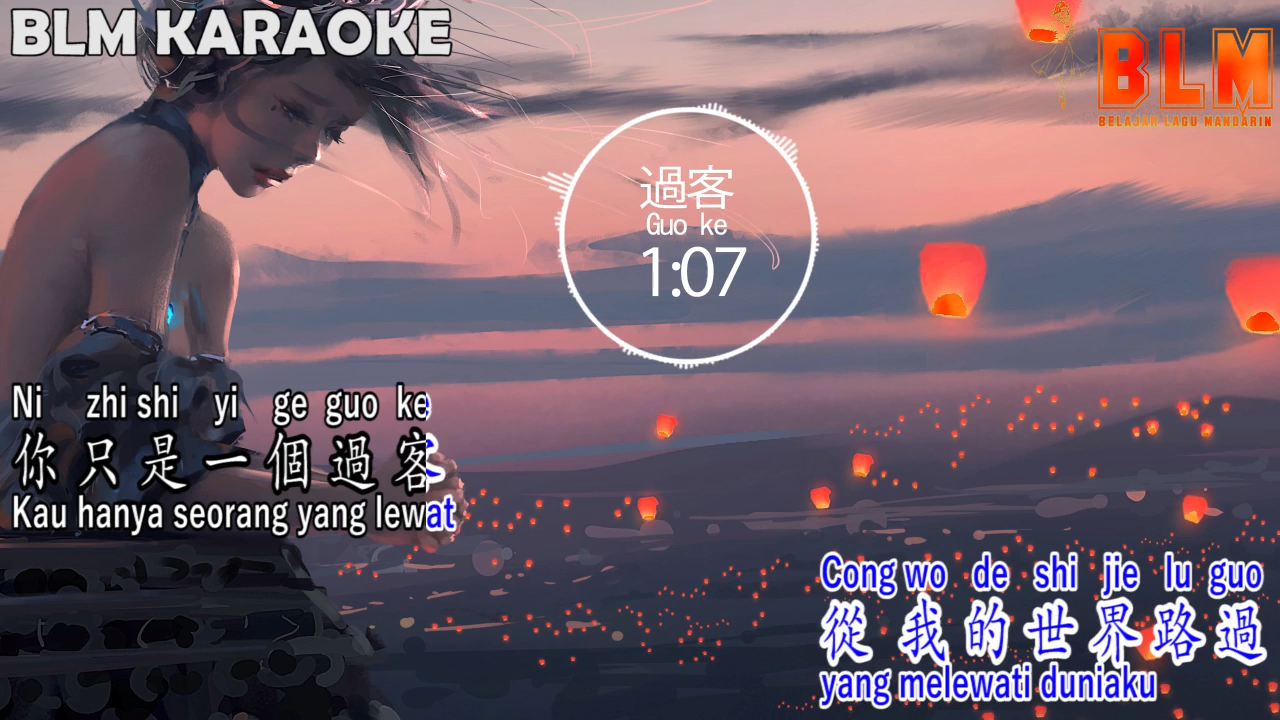 BLM KARAOKE
BLM
BELAJAR LAGU MANDARIN
過客
Guo ke
1:07
Ni zhi shi yi ge guo ke
你只是一個過客
Kau hanya seorang yang lewat
Cong wo de shi jie lu guo
從我的世界路過
yang melewati duniaku